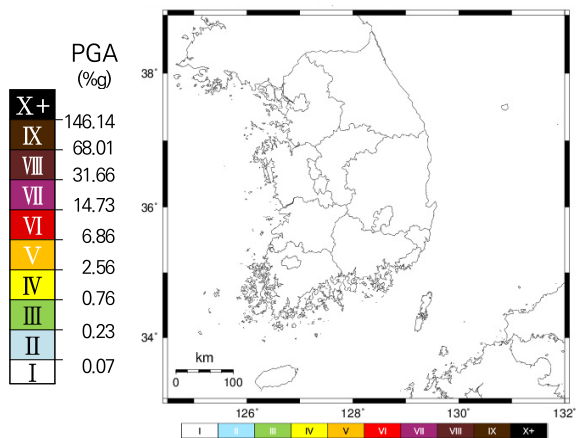 PGA
(%g)
X+
146.14
IX
68.01
VIII
31.66
VII
14.73
VI
6.86
V
2.56
IV
0.76
III
0.23
II
0.07
I
38°
36°
34°
km
0 100
126° 128° 130° 132°
I II III IV V VI VII VIII IX X+